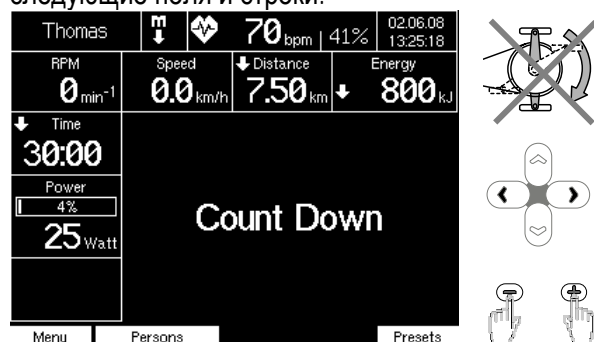 следующие поля и строки:
Thomas m 70 bpm | 41% 02.06.08
13:25:18
RPM Speed Distance Energy
0 min-1 0.0 km/h 7.50 km 800 kJ
Time
30:00
Power
4%
25 Watt
Count Down
Menu Persons Presets